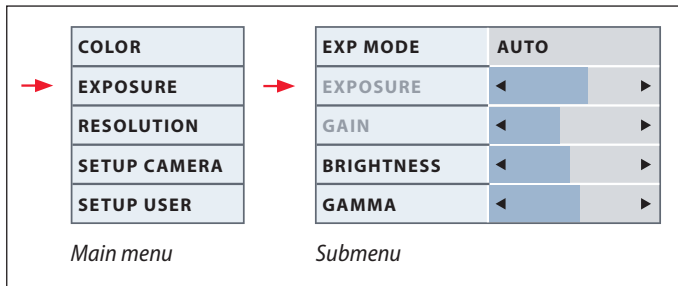 COLOR
EXPOSURE
RESOLUTION
SETUP CAMERA
SETUP USER
Main menu
EXP MODE AUTO
EXPOSURE
GAIN
BRIGHTNESS
GAMMA
Submenu